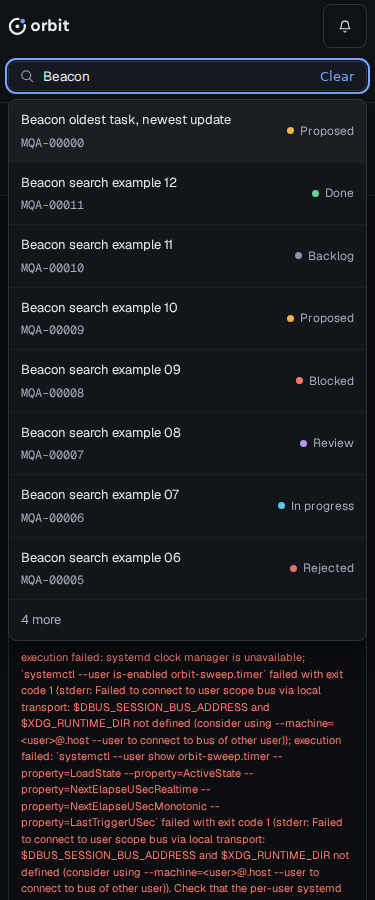 orbit
Beacon
Clear
Beacon oldest task, newest update
MQA-00000
Proposed
Beacon search example 12
MQA-00011
Done
Beacon search example 11
MQA-00010
Backlog
Beacon search example 10
MQA-00009
Proposed
Beacon search example 09
MQA-00008
Blocked
Beacon search example 08
MQA-00007
Review
Beacon search example 07
MQA-00006
In progress
Beacon search example 06
MQA-00005
Rejected
4 more
execution failed: systemd clock manager is unavailable;
`systemctl --user is-enabled orbit-sweep.timer` failed with exit
code 1 (stderr: Failed to connect to user scope bus via local
transport: $DBUS_SESSION_BUS_ADDRESS and
$XDG_RUNTIME_DIR not defined (consider using --machine=
<user>@.host --user to connect to bus of other user)); execution
failed: `systemctl --user show orbit-sweep.timer --
property=LoadState --property=ActiveState --
property=NextElapseUSecRealtime --
property=NextElapseUSecMonotonic --
property=LastTriggerUSec` failed with exit code 1 (stderr: Failed
to connect to user scope bus via local transport:
$DBUS_SESSION_BUS_ADDRESS and $XDG_RUNTIME_DIR not
defined (consider using --machine=<user>@.host --user to
connect to bus of other user)). Check that the per-user systemd